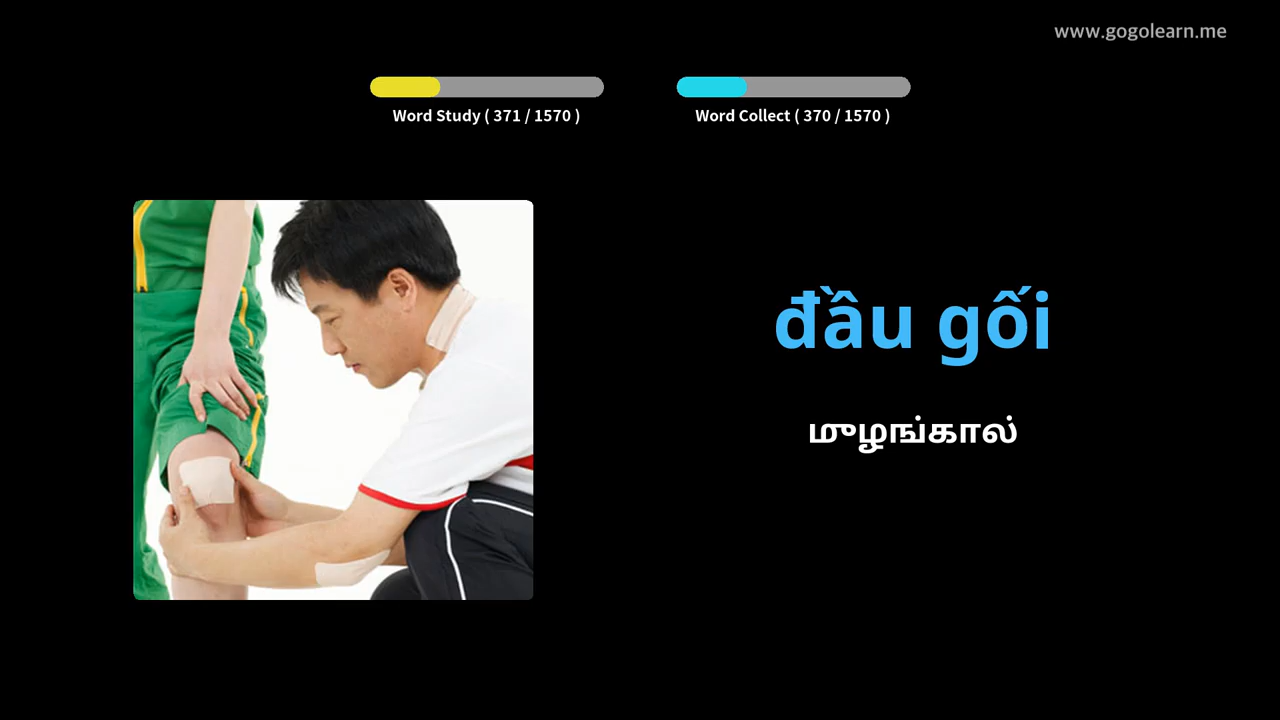 www.gogolearn.me
Word Study ( 371 / 1570 )
Word Collect ( 370 / 1570 )
đầu gối
முழங்கால்